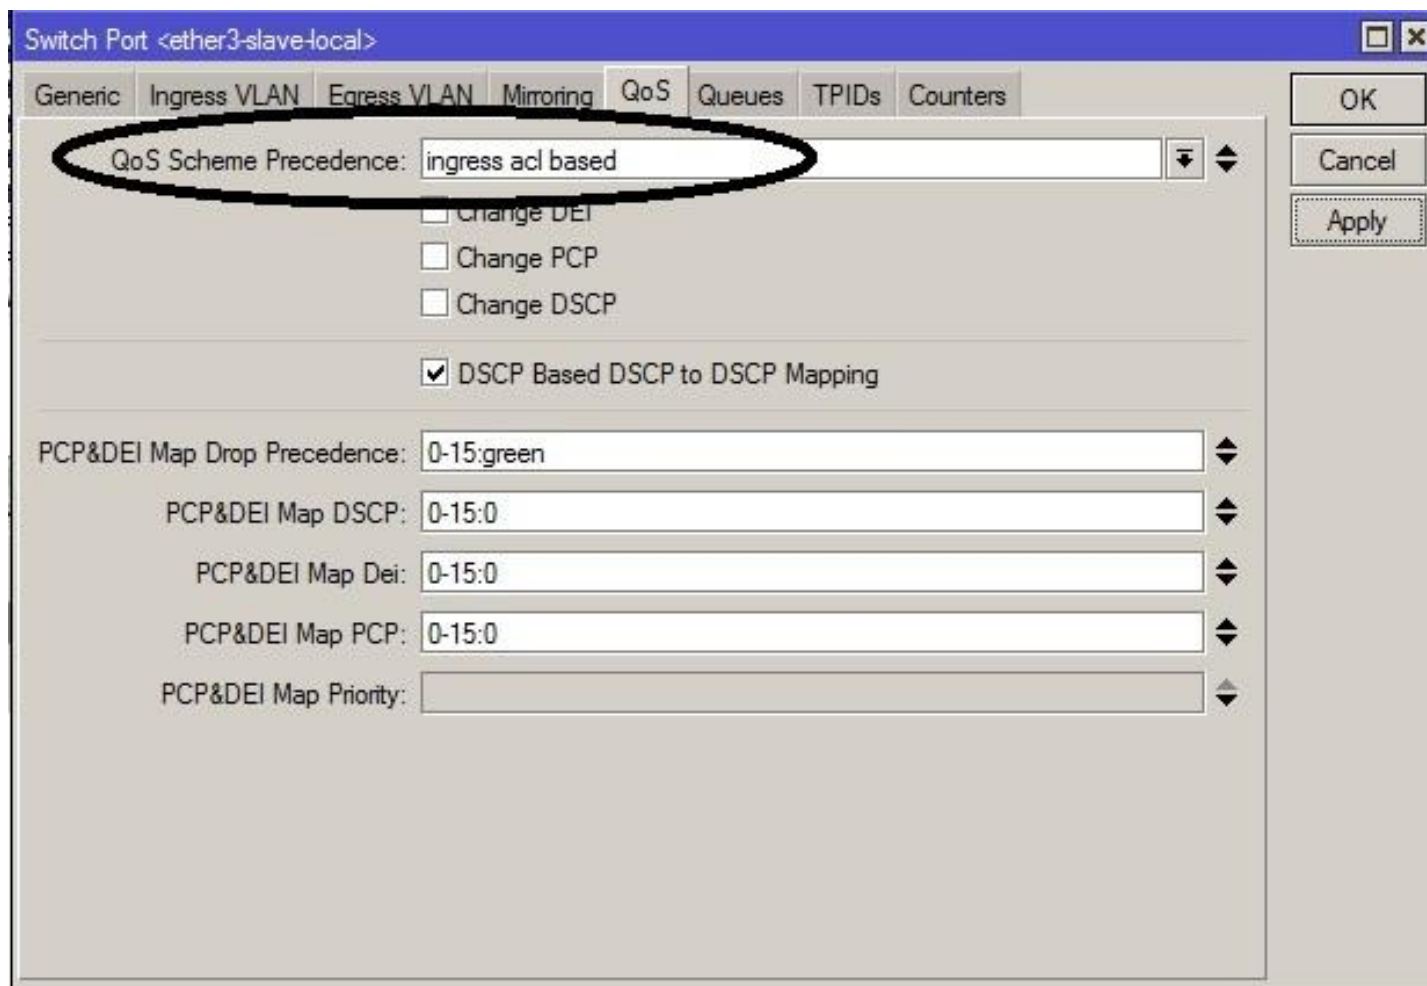 Switch Port <ether3-slave-local>
Generic Ingress VLAN Egress VLAN Mirroring QoS Queues TPIDs Counters
OK
QoS Scheme Precedence: ingress acl based
Cancel
Change DEI
Apply
Change PCP
Change DSCP
DSCP Based DSCP to DSCP Mapping
PCP&DEI Map Drop Precedence: 0-15:green
PCP&DEI Map DSCP: 0-15:0
PCP&DEI Map Dei: 0-15:0
PCP&DEI Map PCP: 0-15:0
PCP&DEI Map Priority: